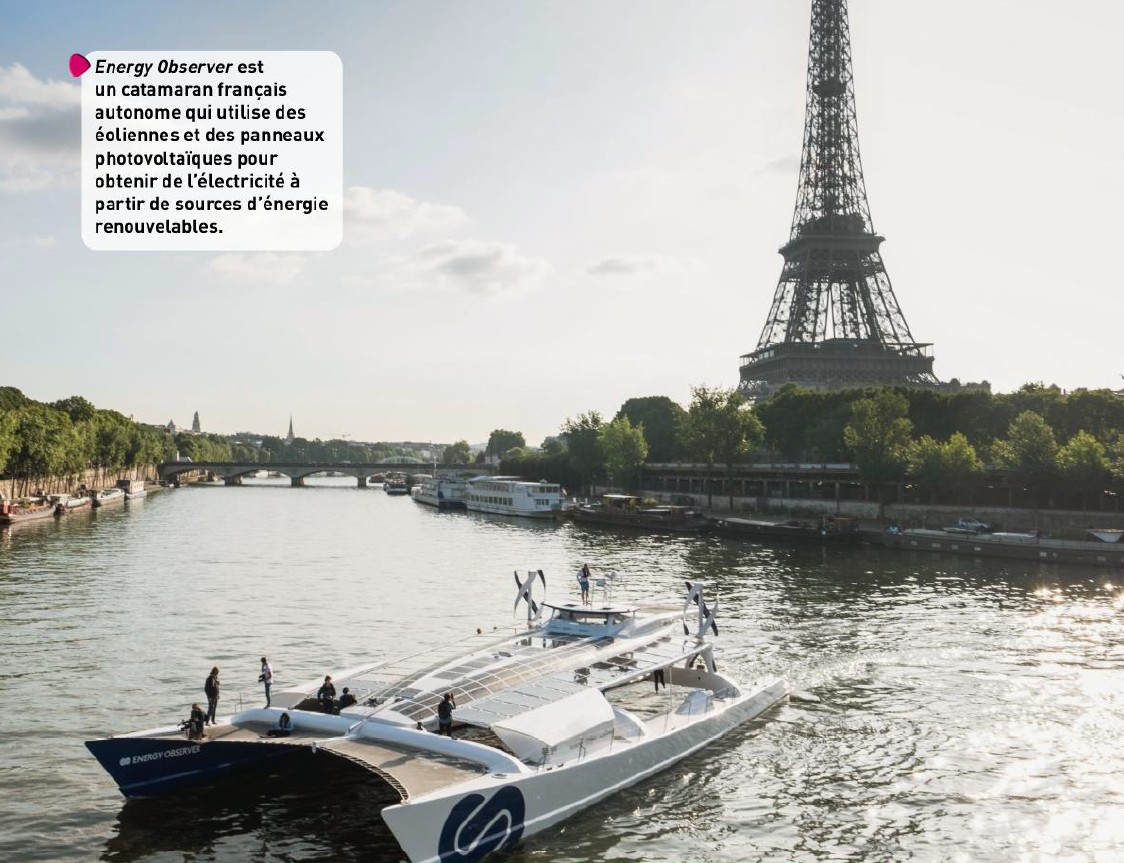 Energy Observer est
un catamaran français
autonome qui utilise des
éoliennes et des panneaux
photovoltaïques pour
obtenir de l'électricité à
partir de sources d'énergie
renouvelables.
ENERGY OBSERVER